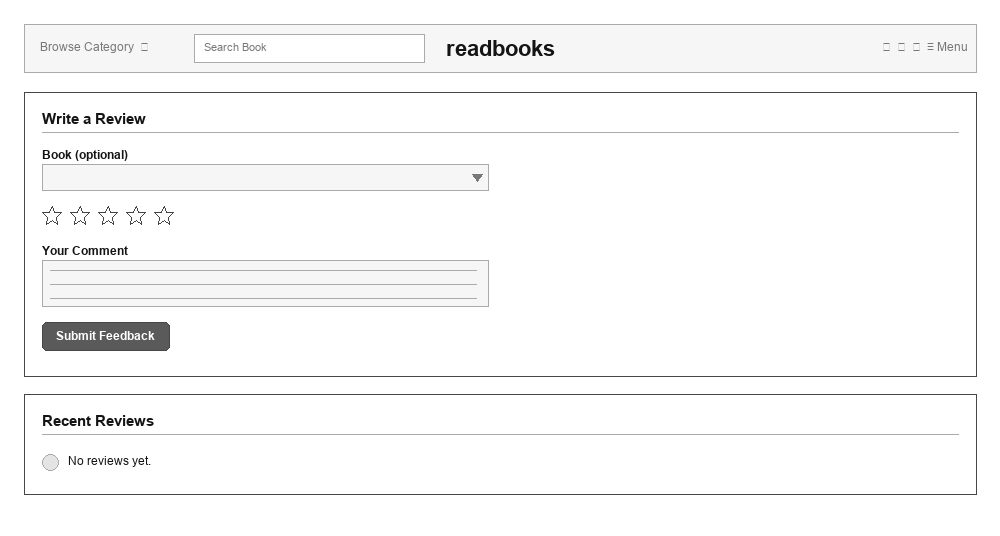 Browse Category
Search Book
readbooks
☰ Menu
Write a Review
Book (optional)
Your Comment
Submit Feedback
Recent Reviews
No reviews yet.